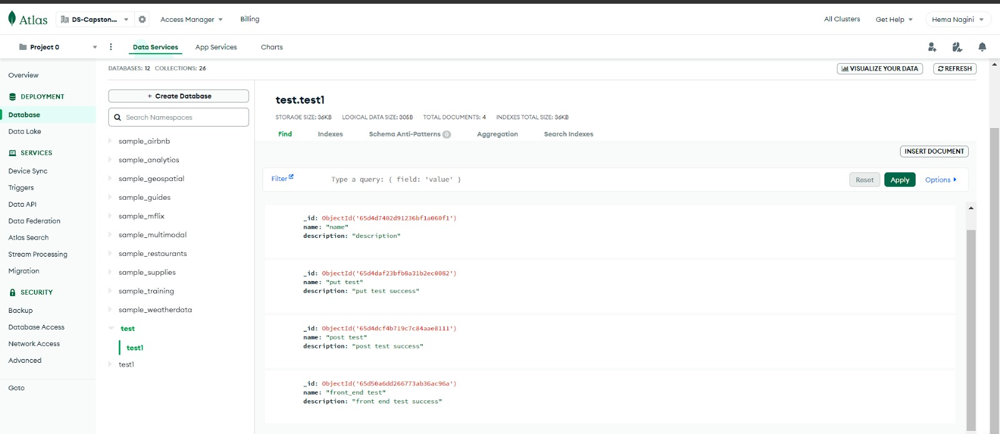 Atlas
DS-Capston...
Access Manager
Billing
All Clusters
Get Help
Hema Nagini
Project 0
Data Services
App Services
Charts
Overview
DEPLOYMENT
Database
Data Lake
SERVICES
Device Sync
Triggers
Data API
Data Federation
Atlas Search
Stream Processing
Migration
SECURITY
Backup
Database Access
Network Access
Advanced
Goto
DATABASES: 12 COLLECTIONS: 26
VISUALIZE YOUR DATA
REFRESH
+ Create Database
Search Namespaces
sample_airbnb
sample_analytics
sample_geospatial
sample_guides
sample_mflix
sample_multimodal
sample_restaurants
sample_supplies
sample_training
sample_weatherdata
test
test1
test1
test.test1
STORAGE SIZE: 36KB LOGICAL DATA SIZE: 305B TOTAL DOCUMENTS: 4 INDEXES TOTAL SIZE: 36KB
Find
Indexes
Schema Anti-Patterns 0
Aggregation
Search Indexes
INSERT DOCUMENT
Filter
Type a query: { field: 'value' }
Reset
Apply
Options
_id: ObjectId('65d4d7402d91236bf1a060f1')
name: "name"
description: "description"
_id: ObjectId('65d4daf23bfb8a31b2ec0082')
name: "put test"
description: "put test success"
_id: ObjectId('65d4dcf4b719c7c84aae8111')
name: "post test"
description: "post test success"
_id: ObjectId('65d50a6dd266773ab36ac96a')
name: "front_end test"
description: "front end test success"